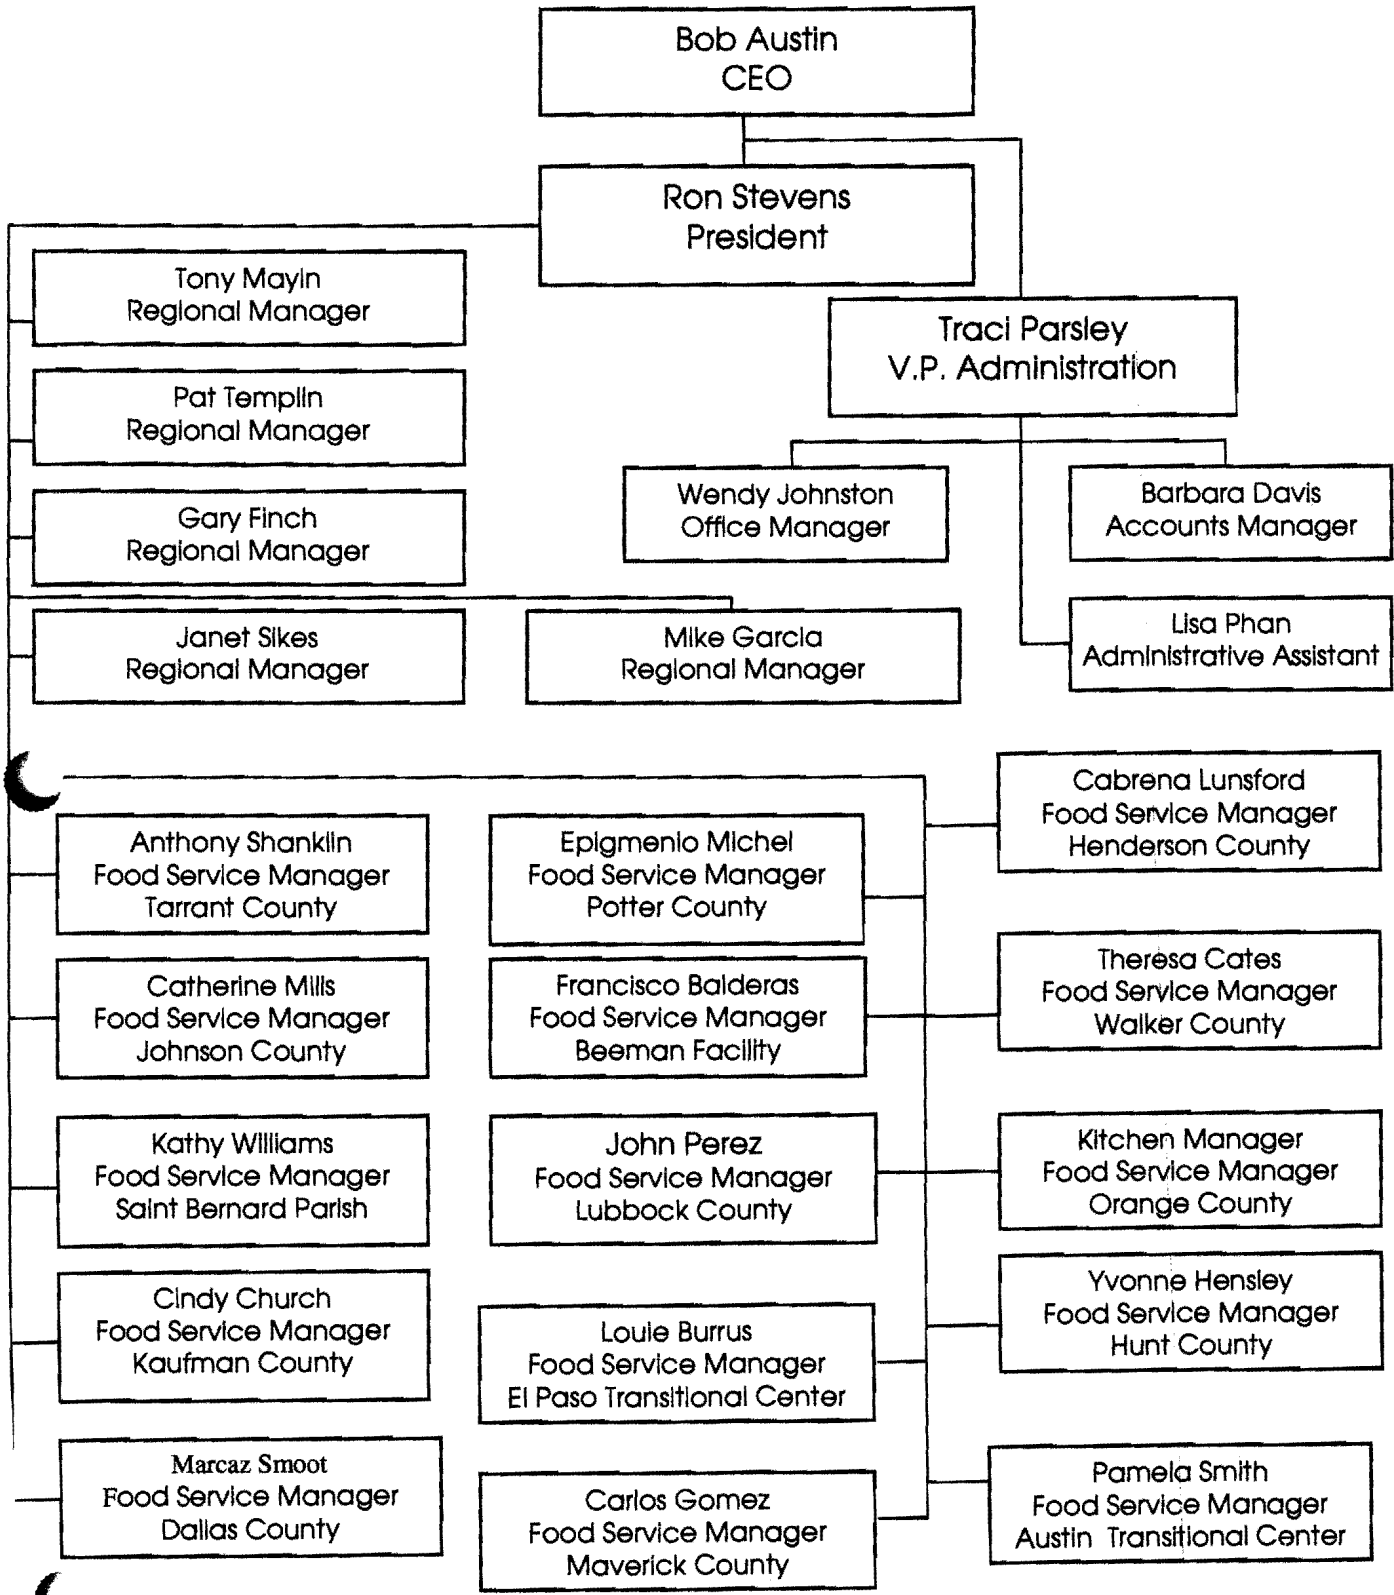 Bob Austin
CEO
Ron Stevens
President
Traci Parsley
V.P. Administration
Tony Mayin
Regional Manager
Pat Templin
Regional Manager
Gary Finch
Regional Manager
Janet Sikes
Regional Manager
Mike Garcia
Regional Manager
Wendy Johnston
Office Manager
Barbara Davis
Accounts Manager
Lisa Phan
Administrative Assistant
Anthony Shanklin
Food Service Manager
Tarrant County
Catherine Mills
Food Service Manager
Johnson County
Kathy Williams
Food Service Manager
Saint Bernard Parish
Cindy Church
Food Service Manager
Kaufman County
Marcaz Smoot
Food Service Manager
Dallas County
Epigmenio Michel
Food Service Manager
Potter County
Francisco Balderas
Food Service Manager
Beeman Facility
John Perez
Food Service Manager
Lubbock County
Louie Burrus
Food Service Manager
El Paso Transitional Center
Carlos Gomez
Food Service Manager
Maverick County
Cabrena Lunsford
Food Service Manager
Henderson County
Theresa Cates
Food Service Manager
Walker County
Kitchen Manager
Food Service Manager
Orange County
Yvonne Hensley
Food Service Manager
Hunt County
Pamela Smith
Food Service Manager
Austin Transitional Center